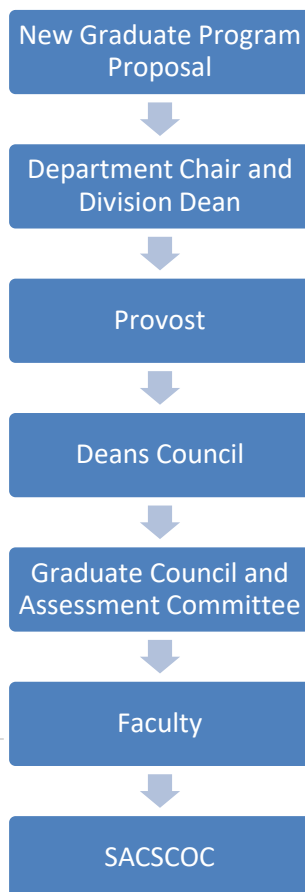 New Graduate Program
Proposal
Department Chair and
Division Dean
Provost
Deans Council
Graduate Council and
Assessment Committee
Faculty
SACSCOC